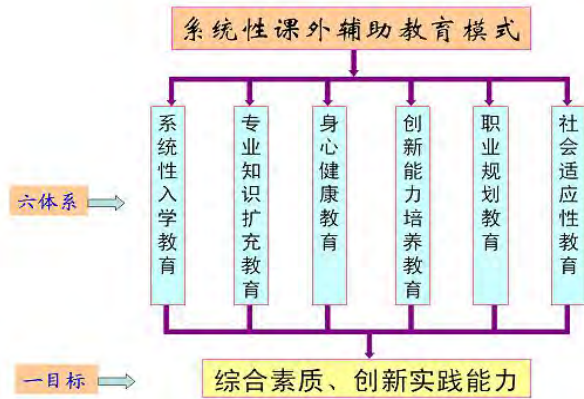 系统性课外辅助教育模式
系统性入学教育
专业知识扩充教育
身心健康教育
创新能力培养教育
职业规划教育
社会适应性教育
六体系
一目标
综合素质、创新实践能力